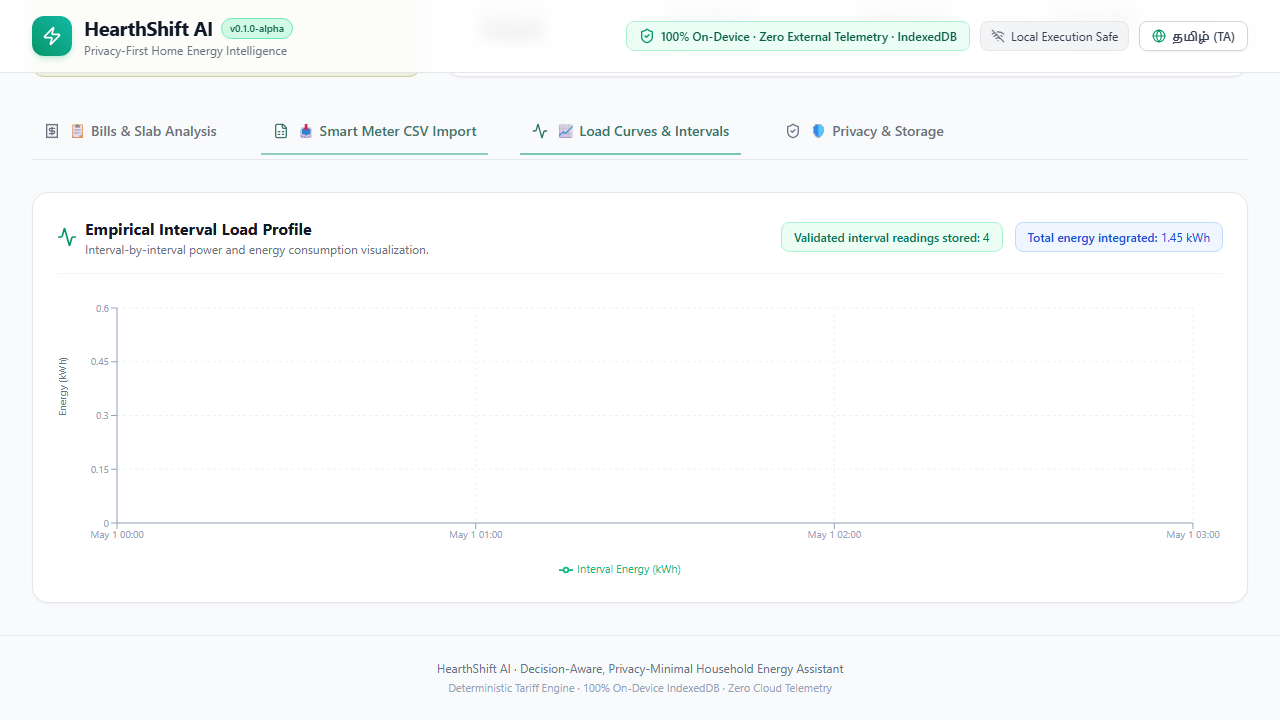 HearthShift AI
v0.1.0-alpha
Privacy-First Home Energy Intelligence
100% On-Device · Zero External Telemetry · IndexedDB
Local Execution Safe
தமிழ் (TA)
Bills & Slab Analysis
Smart Meter CSV Import
Load Curves & Intervals
Privacy & Storage
Empirical Interval Load Profile
Interval-by-interval power and energy consumption visualization.
Validated interval readings stored: 4
Total energy integrated: 1.45 kWh
0.6
0.45
0.3
0.15
0
Energy (kWh)
May 1 00:00
May 1 01:00
May 1 02:00
May 1 03:00
Interval Energy (kWh)
HearthShift AI · Decision-Aware, Privacy-Minimal Household Energy Assistant
Deterministic Tariff Engine · 100% On-Device IndexedDB · Zero Cloud Telemetry